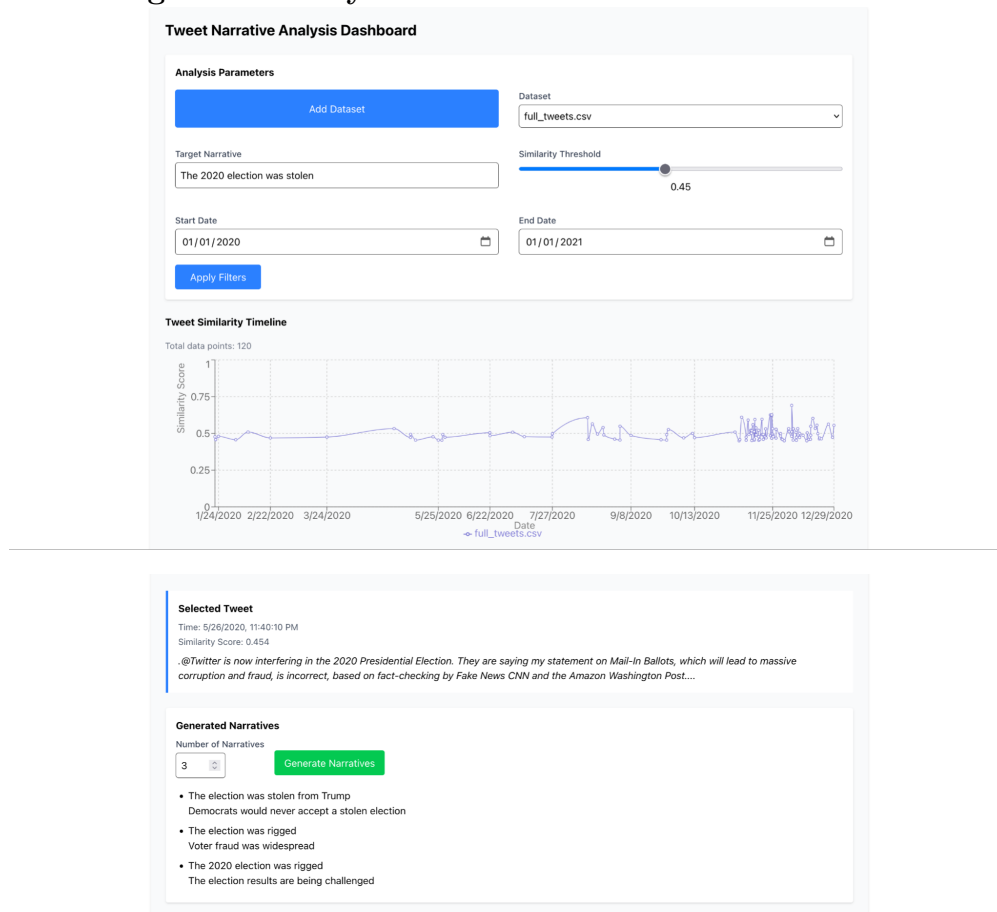 Tweet Narrative Analysis Dashboard
Analysis Parameters
Add Dataset
Dataset
full_tweets.csv
Target Narrative
The 2020 election was stolen
Similarity Threshold
0.45
Start Date
01/01/2020
End Date
01/01/2021
Apply Filters
Tweet Similarity Timeline
Total data points: 120
Similarity Score
1
0.75
0.5
0.25
0
1/24/2020 2/22/2020 3/24/2020 5/25/2020 6/22/2020 7/27/2020 9/8/2020 10/13/2020 11/25/2020 12/29/2020
Date
full_tweets.csv
Selected Tweet
Time: 5/26/2020, 11:40:10 PM
Similarity Score: 0.454
.@Twitter is now interfering in the 2020 Presidential Election. They are saying my statement on Mail-In Ballots, which will lead to massive
corruption and fraud, is incorrect, based on fact-checking by Fake News CNN and the Amazon Washington Post....
Generated Narratives
Number of Narratives
3
Generate Narratives
• The election was stolen from Trump
Democrats would never accept a stolen election
• The election was rigged
Voter fraud was widespread
• The 2020 election was rigged
The election results are being challenged